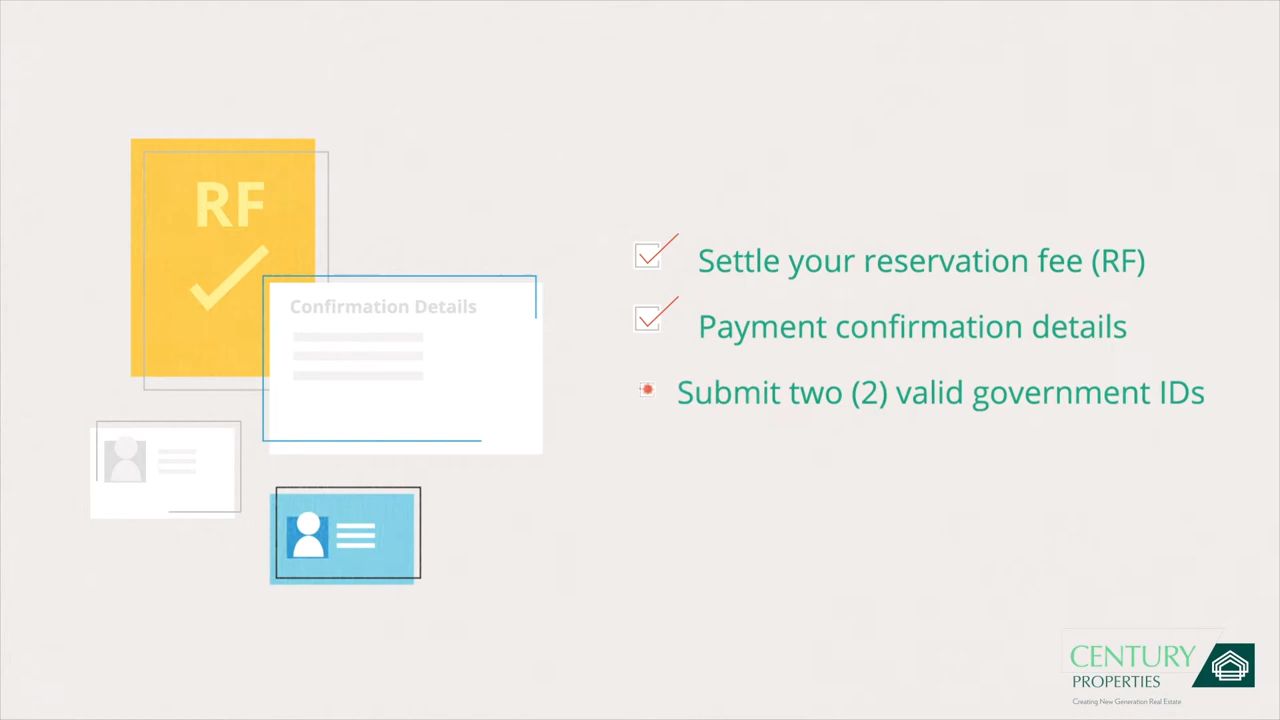 RF
Confirmation Details
Settle your reservation fee (RF)
Payment confirmation details
Submit two (2) valid government IDs
CENTURY
PROPERTIES
Creating New Generation Real Estate